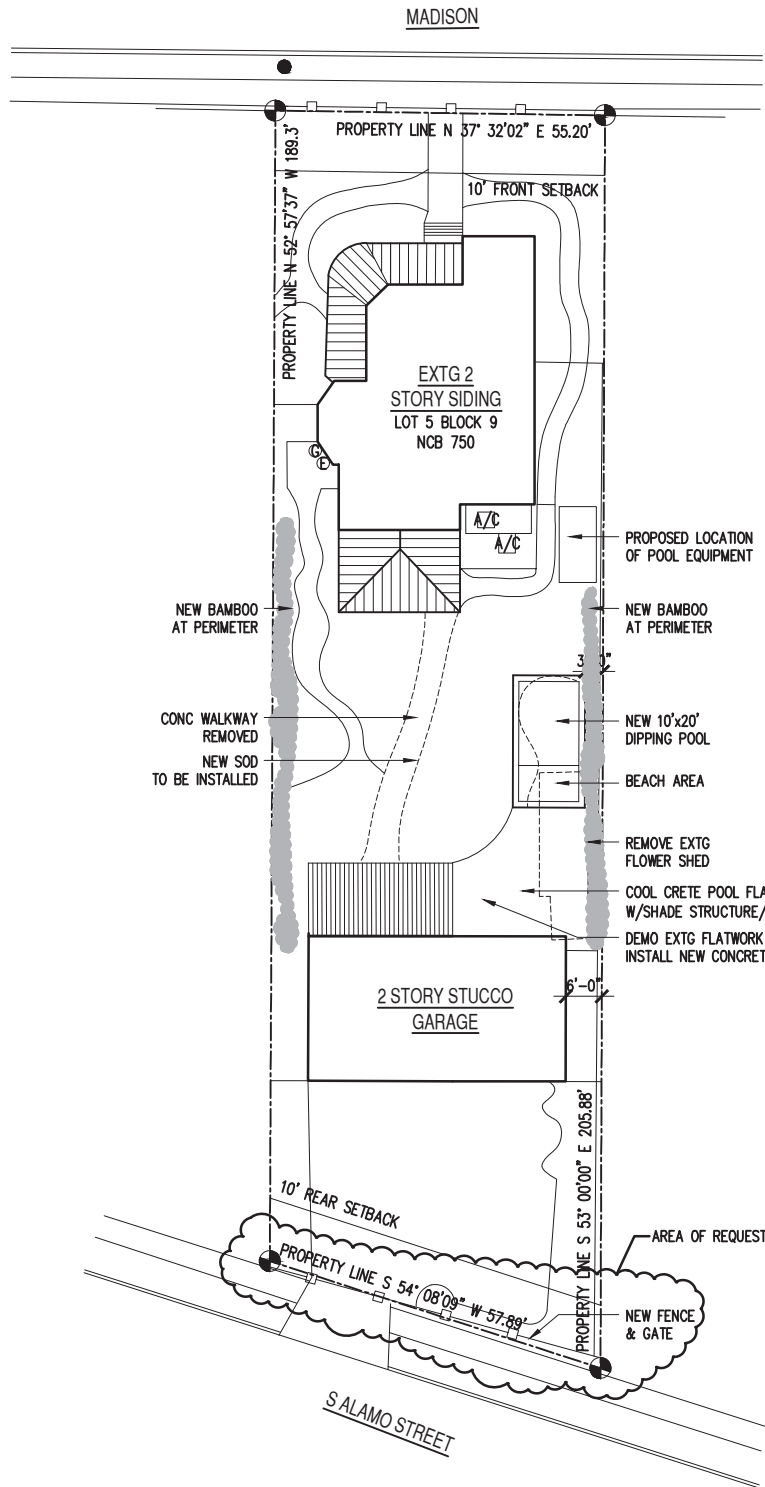 MADISON
PROPERTY LINE N 37° 32'02" E 55.20'
PROPERTY LINE N 52° 57'37" W 189.3'
10' FRONT SETBACK
EXTG 2
STORY SIDING
LOT 5 BLOCK 9
NCB 750
G
E
A/C
A/C
PROPOSED LOCATION
OF POOL EQUIPMENT
NEW BAMBOO
AT PERIMETER
NEW BAMBOO
AT PERIMETER
CONC WALKWAY
REMOVED
NEW SOD
TO BE INSTALLED
NEW 10'x20'
DIPPING POOL
BEACH AREA
REMOVE EXTG
FLOWER SHED
COOL CRETE POOL FLA
W/SHADE STRUCTURE/
DEMO EXTG FLATWORK
INSTALL NEW CONCRET
2 STORY STUCCO
GARAGE
6'-0"
PROPERTY LINE S 53° 00'00" E 205.88'
10' REAR SETBACK
PROPERTY LINE S 54° 08'09" W 57.89'
AREA OF REQUEST
NEW FENCE
& GATE
S ALAMO STREET